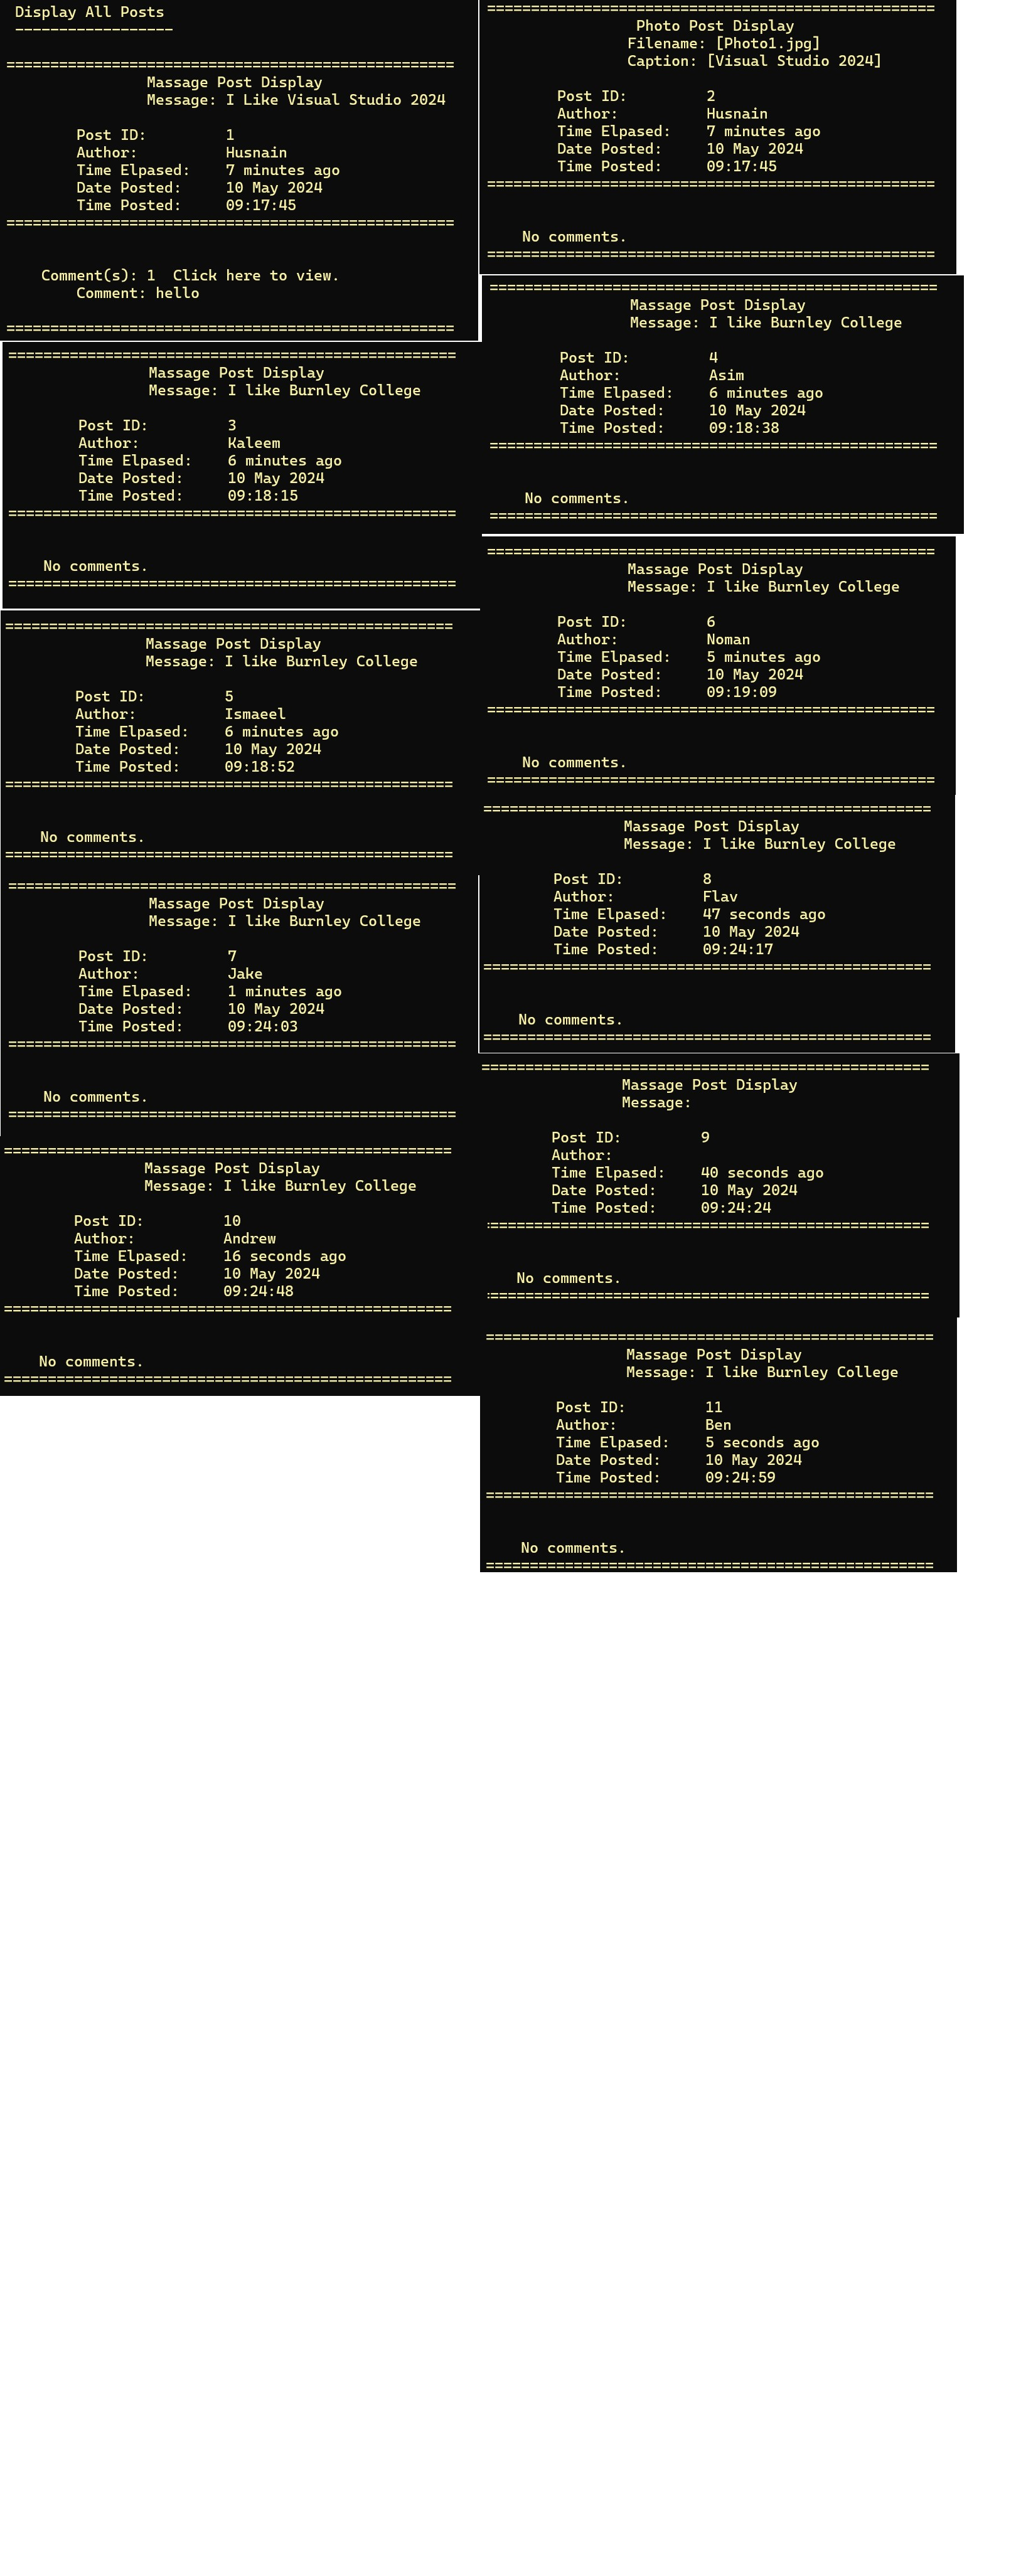 Display All Posts
-----------------
===================================================
Massage Post Display
Message: I Like Visual Studio 2024
Post ID: 1
Author: Husnain
Time Elpased: 7 minutes ago
Date Posted: 10 May 2024
Time Posted: 09:17:45
===================================================
Comment(s): 1  Click here to view.
Comment: hello
===================================================
===================================================
Photo Post Display
Filename: [Photo1.jpg]
Caption: [Visual Studio 2024]
Post ID: 2
Author: Husnain
Time Elpased: 7 minutes ago
Date Posted: 10 May 2024
Time Posted: 09:17:45
===================================================
No comments.
===================================================
===================================================
Massage Post Display
Message: I like Burnley College
Post ID: 3
Author: Kaleem
Time Elpased: 6 minutes ago
Date Posted: 10 May 2024
Time Posted: 09:18:15
===================================================
No comments.
===================================================
===================================================
Massage Post Display
Message: I like Burnley College
Post ID: 4
Author: Asim
Time Elpased: 6 minutes ago
Date Posted: 10 May 2024
Time Posted: 09:18:38
===================================================
No comments.
===================================================
===================================================
Massage Post Display
Message: I like Burnley College
Post ID: 5
Author: Ismaeel
Time Elpased: 6 minutes ago
Date Posted: 10 May 2024
Time Posted: 09:18:52
===================================================
No comments.
===================================================
===================================================
Massage Post Display
Message: I like Burnley College
Post ID: 6
Author: Noman
Time Elpased: 5 minutes ago
Date Posted: 10 May 2024
Time Posted: 09:19:09
===================================================
No comments.
===================================================
===================================================
Massage Post Display
Message: I like Burnley College
Post ID: 7
Author: Jake
Time Elpased: 1 minutes ago
Date Posted: 10 May 2024
Time Posted: 09:24:03
===================================================
No comments.
===================================================
===================================================
Massage Post Display
Message: I like Burnley College
Post ID: 8
Author: Flav
Time Elpased: 47 seconds ago
Date Posted: 10 May 2024
Time Posted: 09:24:17
===================================================
No comments.
===================================================
===================================================
Massage Post Display
Message:
Post ID: 9
Author:
Time Elpased: 40 seconds ago
Date Posted: 10 May 2024
Time Posted: 09:24:24
===================================================
No comments.
===================================================
===================================================
Massage Post Display
Message: I like Burnley College
Post ID: 10
Author: Andrew
Time Elpased: 16 seconds ago
Date Posted: 10 May 2024
Time Posted: 09:24:48
===================================================
No comments.
===================================================
===================================================
Massage Post Display
Message: I like Burnley College
Post ID: 11
Author: Ben
Time Elpased: 5 seconds ago
Date Posted: 10 May 2024
Time Posted: 09:24:59
===================================================
No comments.
===================================================